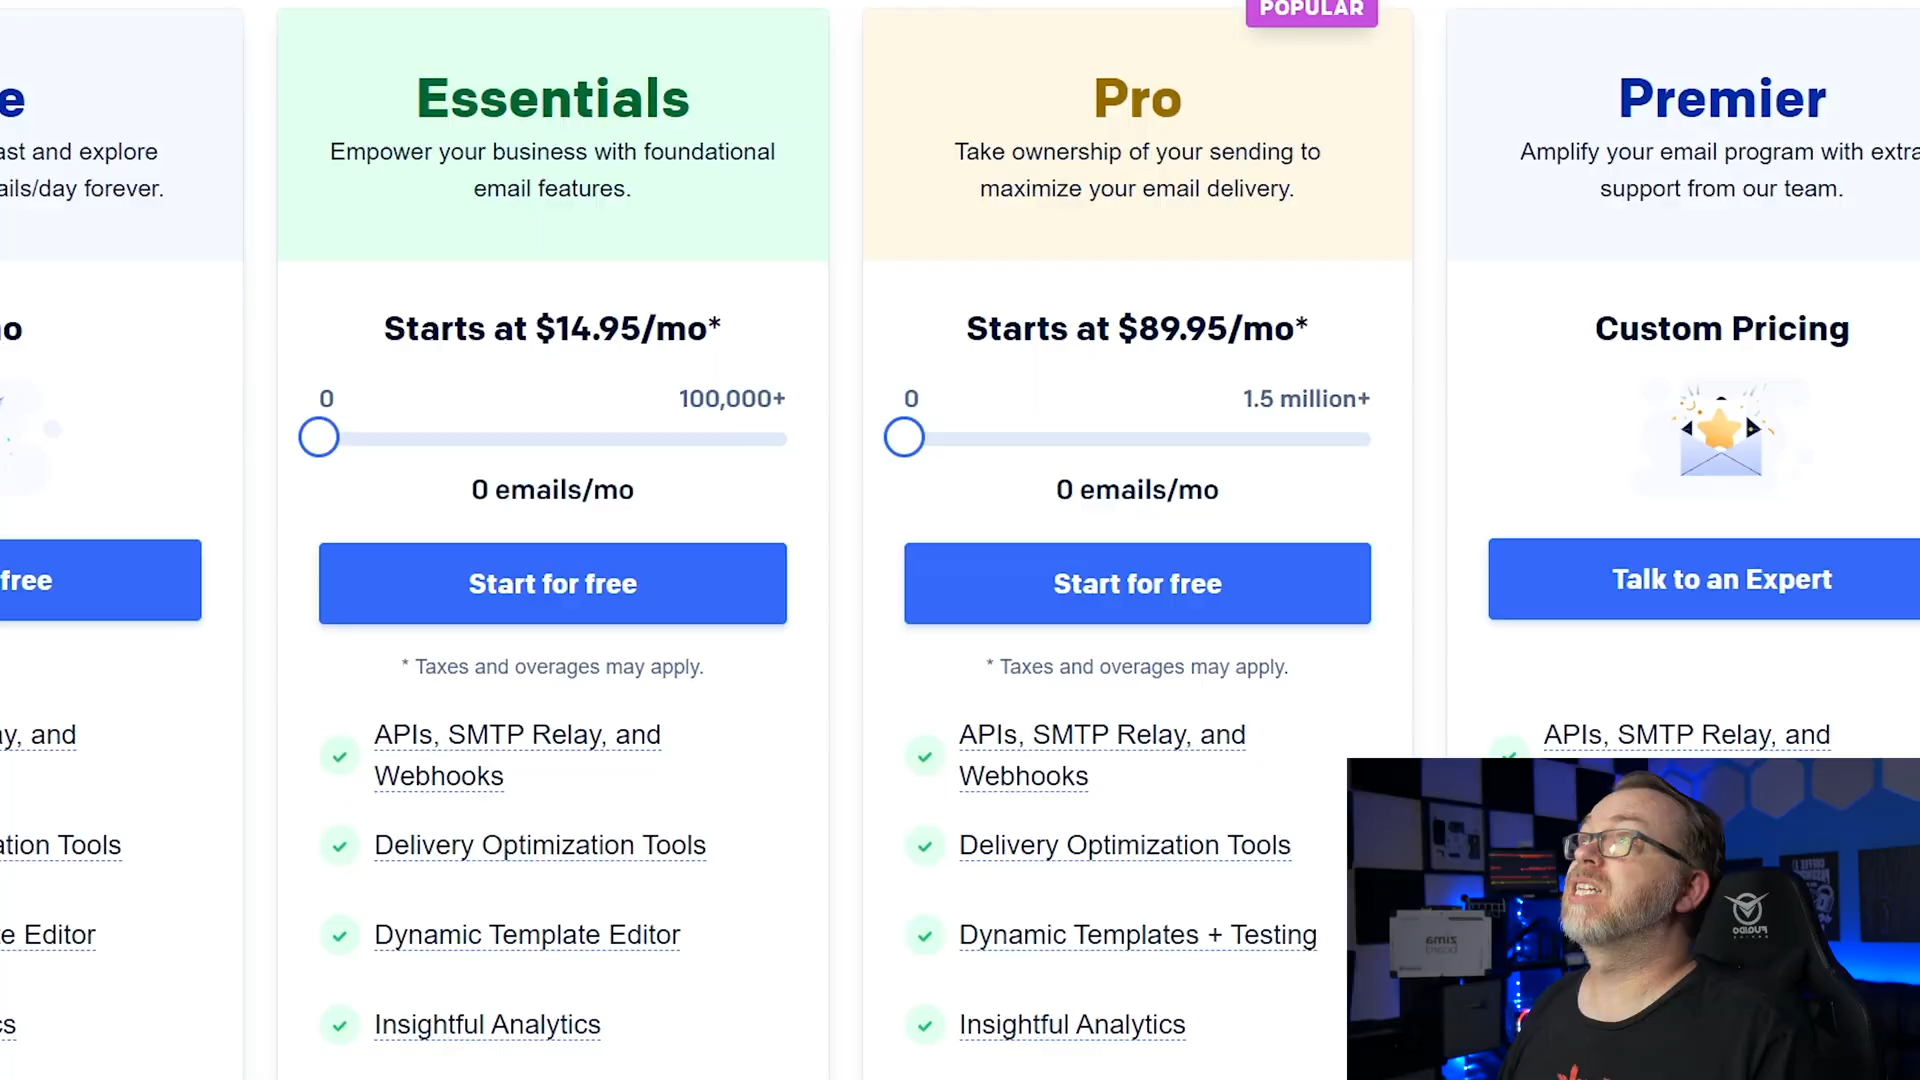 POPULAR
e
ast and explore
ails/day forever.
o
free
ay, and
ation Tools
te Editor
cs
Essentials
Empower your business with foundational
email features.
Starts at $14.95/mo*
0 100,000+
0 emails/mo
Start for free
* Taxes and overages may apply.
APIs, SMTP Relay, and
Webhooks
Delivery Optimization Tools
Dynamic Template Editor
Insightful Analytics
Pro
Take ownership of your sending to
maximize your email delivery.
Starts at $89.95/mo*
0 1.5 million+
0 emails/mo
Start for free
* Taxes and overages may apply.
APIs, SMTP Relay, and
Webhooks
Delivery Optimization Tools
Dynamic Templates + Testing
Insightful Analytics
Premier
Amplify your email program with extra
support from our team.
Custom Pricing
Talk to an Expert
APIs, SMTP Relay, and
zima
board